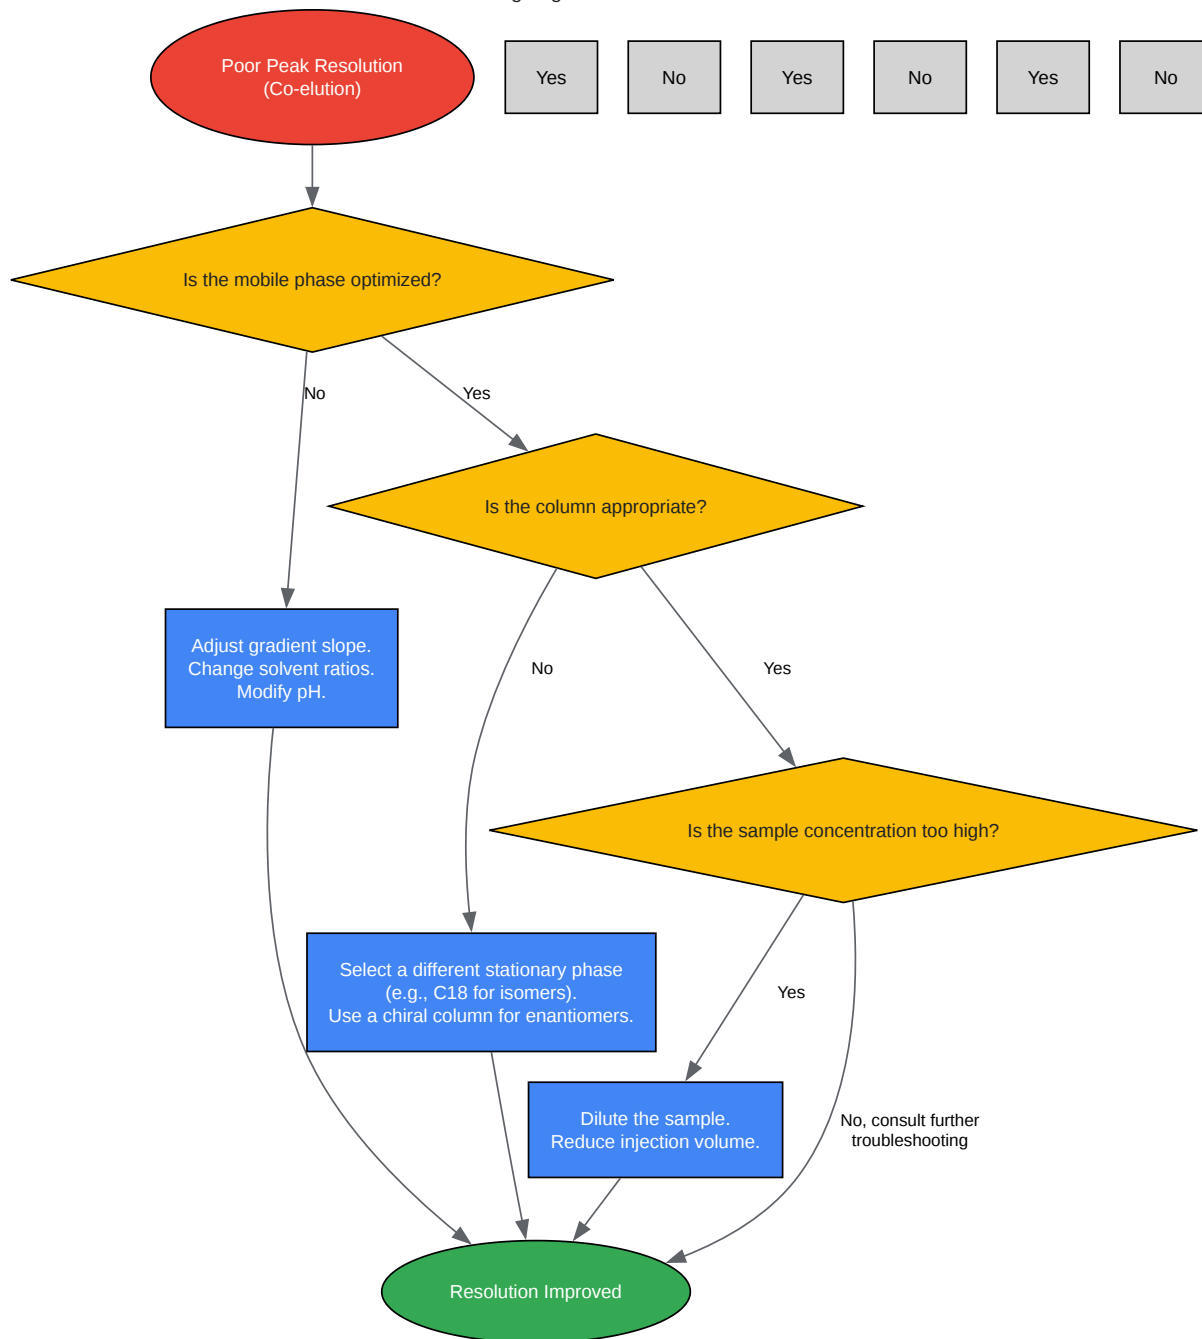 Poor Peak Resolution
(Co-elution)
Yes
No
Yes
No
Yes
No
Is the mobile phase optimized?
No
Yes
Is the column appropriate?
Adjust gradient slope.
Change solvent ratios.
Modify pH.
No
Yes
Is the sample concentration too high?
Select a different stationary phase
(e.g., C18 for isomers).
Use a chiral column for enantiomers.
Yes
Dilute the sample.
Reduce injection volume.
No, consult further
troubleshooting
Resolution Improved